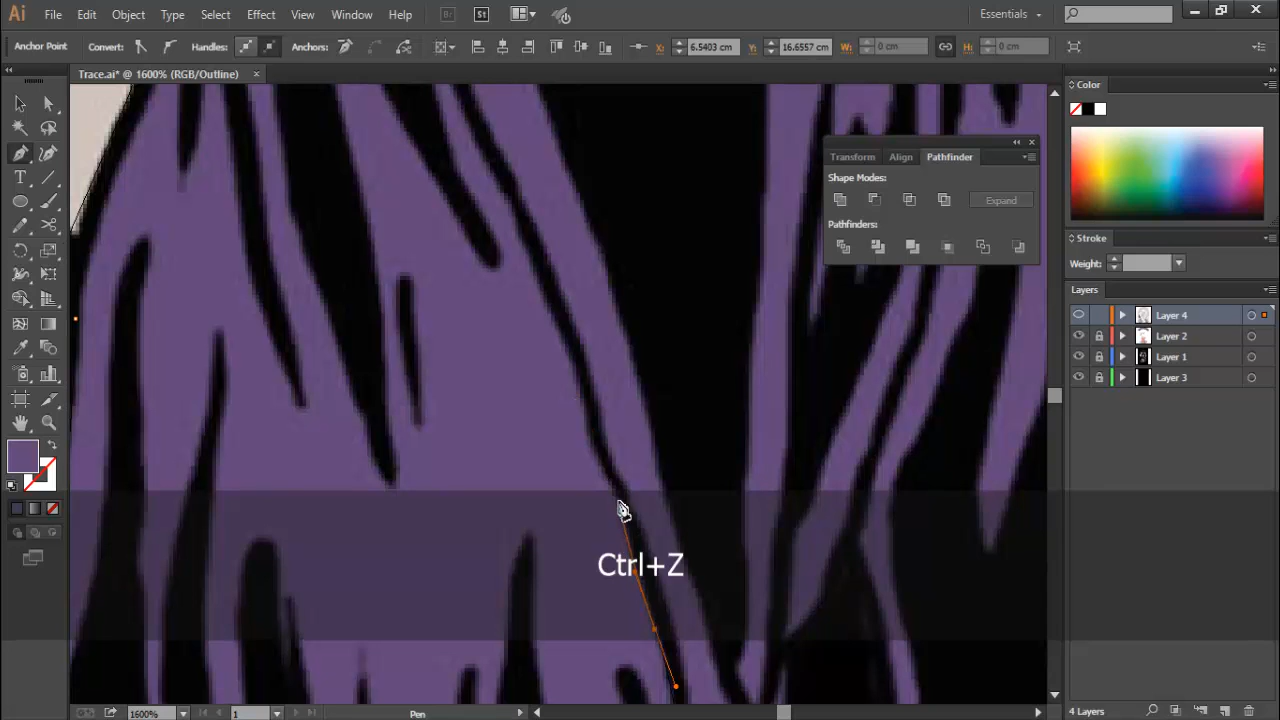 Ai File Edit Object Type Select Effect View Window Help Br St Essentials
Anchor Point Convert: Handles: Anchors: X: 6.5403 cm Y: 16.6557 cm W: 0 cm H: 0 cm
Trace.ai* @ 1600% (RGB/Outline) ×
Color
Transform Align Pathfinder
Shape Modes:
Expand
Pathfinders:
Stroke
Weight:
Layers
Layer 4
Layer 2
Layer 1
Layer 3
Ctrl+Z
1600% 1 Pen 4 Layers